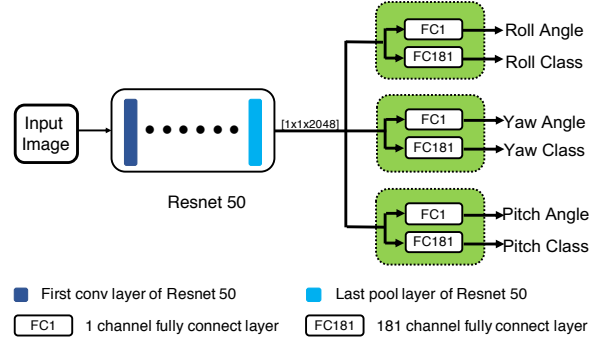 Input
Image
Resnet 50
[1x1x2048]
FC1
Roll Angle
FC181
Roll Class
FC1
Yaw Angle
FC181
Yaw Class
FC1
Pitch Angle
FC181
Pitch Class
First conv layer of Resnet 50
Last pool layer of Resnet 50
FC1
1 channel fully connect layer
FC181
181 channel fully connect layer